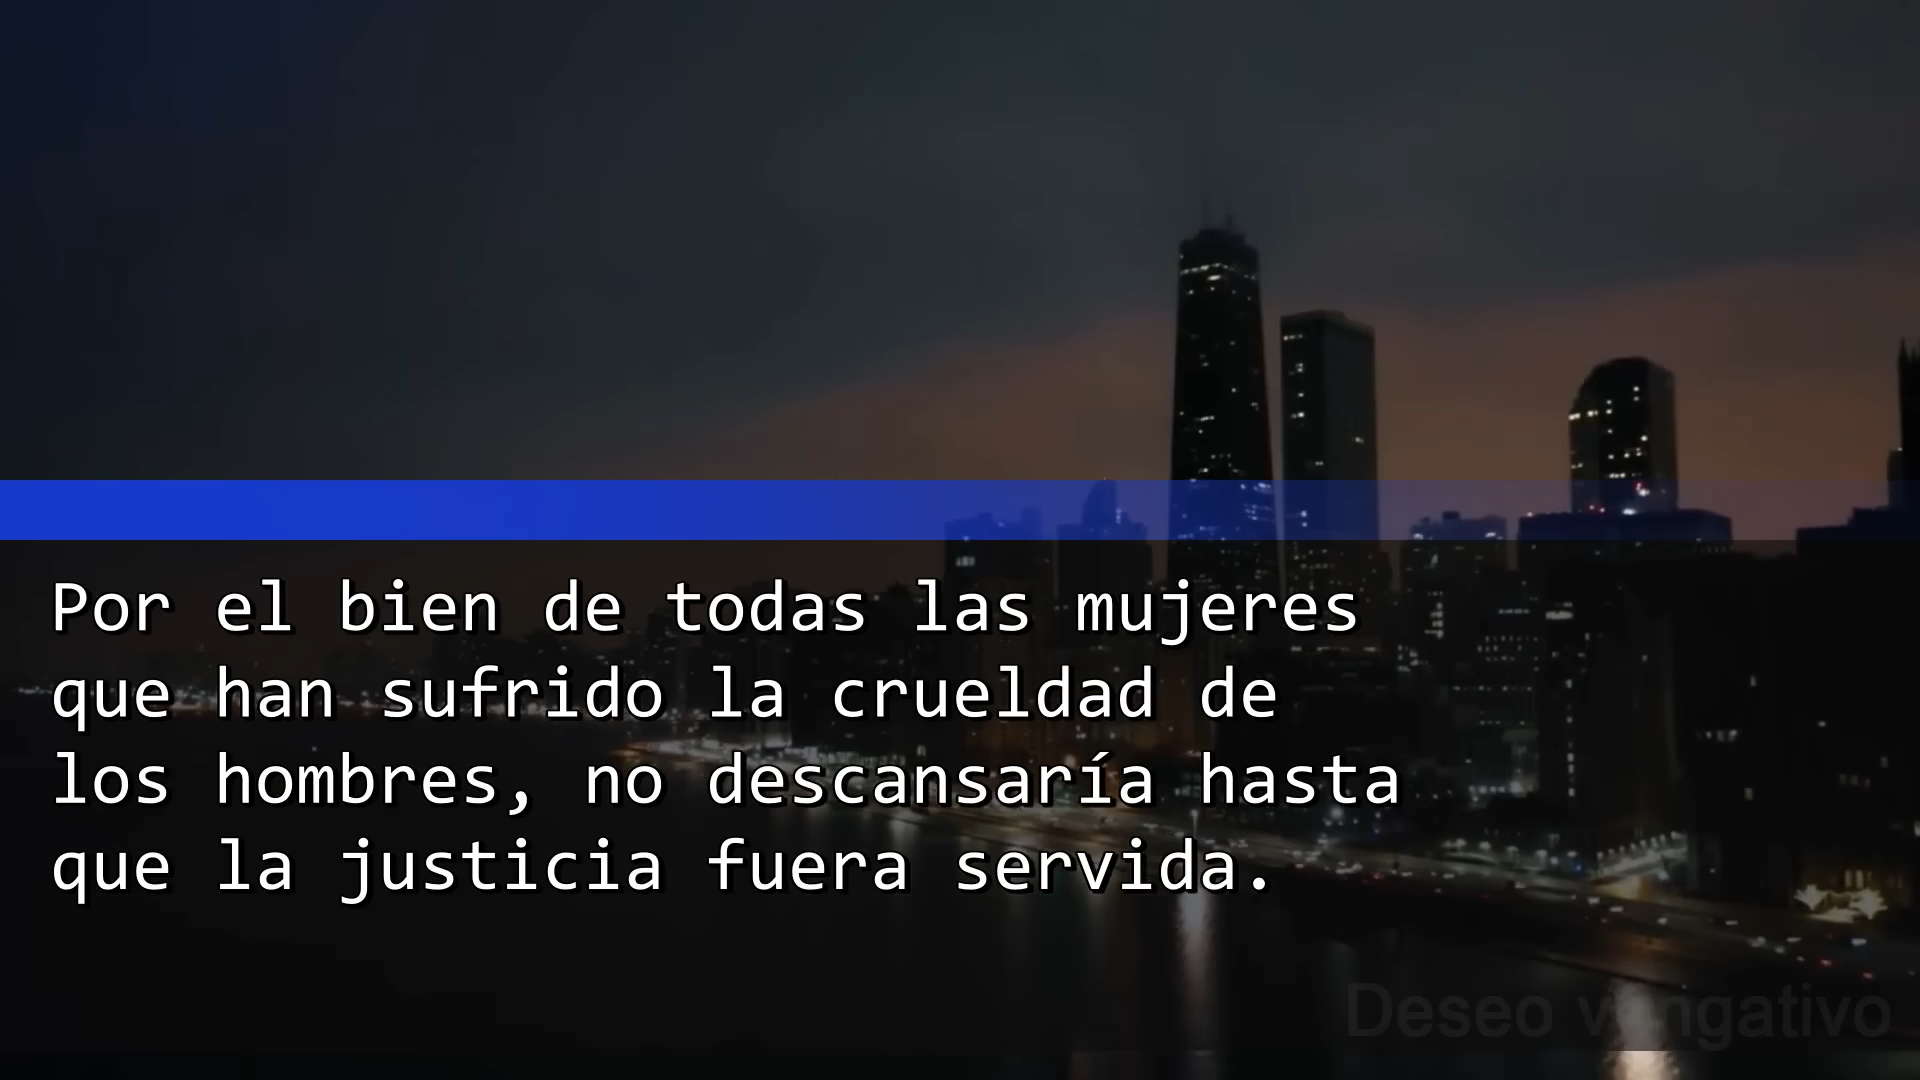 Por el bien de todas las mujeres
que han sufrido la crueldad de
los hombres, no descansaría hasta
que la justicia fuera servida.
Deseo vengativo